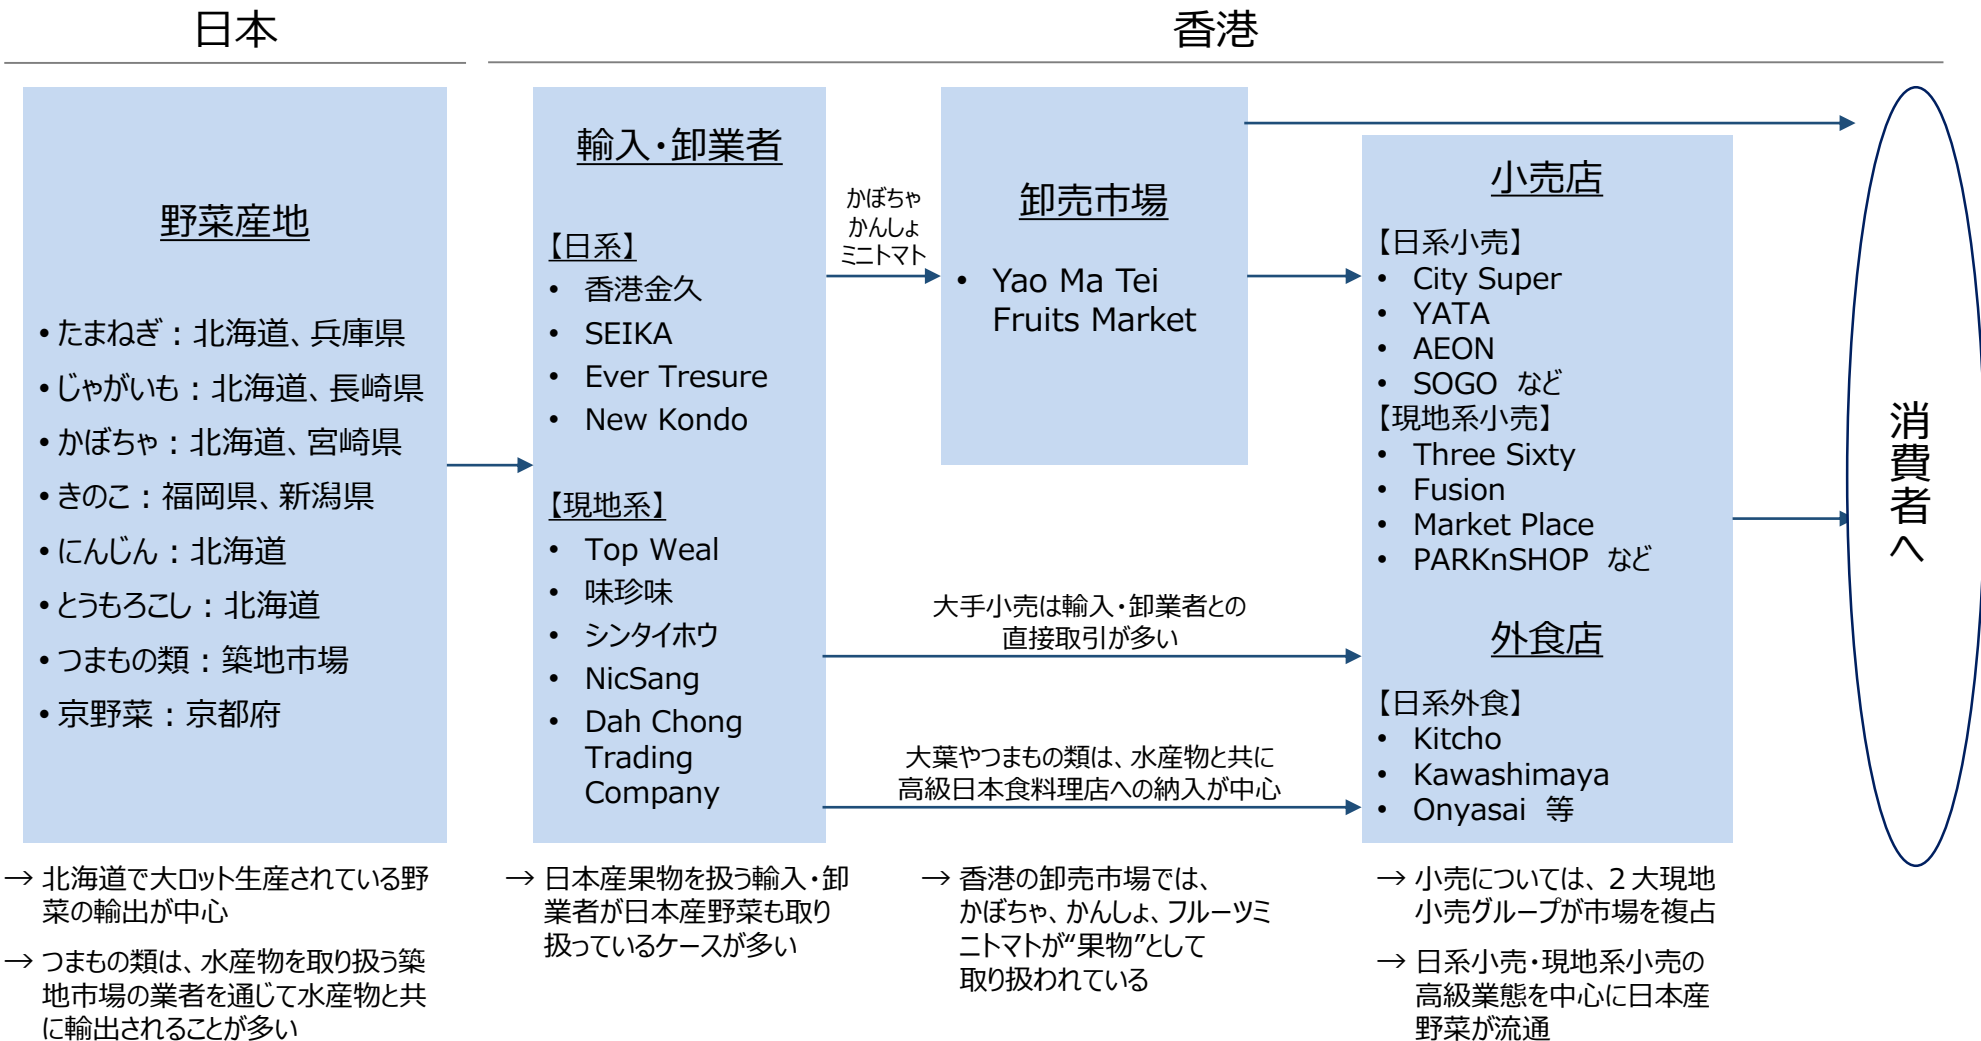 日本
香港
野菜産地
• たまねぎ：北海道、兵庫県
• じゃがいも：北海道、長崎県
• かぼちゃ：北海道、宮崎県
• きのこ：福岡県、新潟県
• にんじん：北海道
• とうもろこし：北海道
• つまもの類：築地市場
• 京野菜：京都府
輸入・卸業者
【日系】
• 香港金久
• SEIKA
• Ever Tresure
• New Kondo
【現地系】
• Top Weal
• 味珍味
• シンタイホウ
• NicSang
• Dah Chong
Trading
Company
かぼちゃ
かんしょ
ミニトマト
卸売市場
• Yao Ma Tei
Fruits Market
大手小売は輸入・卸業者との
直接取引が多い
大葉やつまもの類は、水産物と共に
高級日本食料理店への納入が中心
小売店
【日系小売】
• City Super
• YATA
• AEON
• SOGO など
【現地系小売】
• Three Sixty
• Fusion
• Market Place
• PARKnSHOP など
外食店
【日系外食】
• Kitcho
• Kawashimaya
• Onyasai 等
消費者へ
→ 北海道で大ロット生産されている野
菜の輸出が中心
→ つまもの類は、水産物を取り扱う築
地市場の業者を通じて水産物と共
に輸出されることが多い
→ 日本産果物を扱う輸入・卸
業者が日本産野菜も取り
扱っているケースが多い
→ 香港の卸売市場では、
かぼちゃ、かんしょ、フルーツミ
ニトマトが“果物”として
取り扱われている
→ 小売については、２大現地
小売グループが市場を複占
→ 日系小売・現地系小売の
高級業態を中心に日本産
野菜が流通